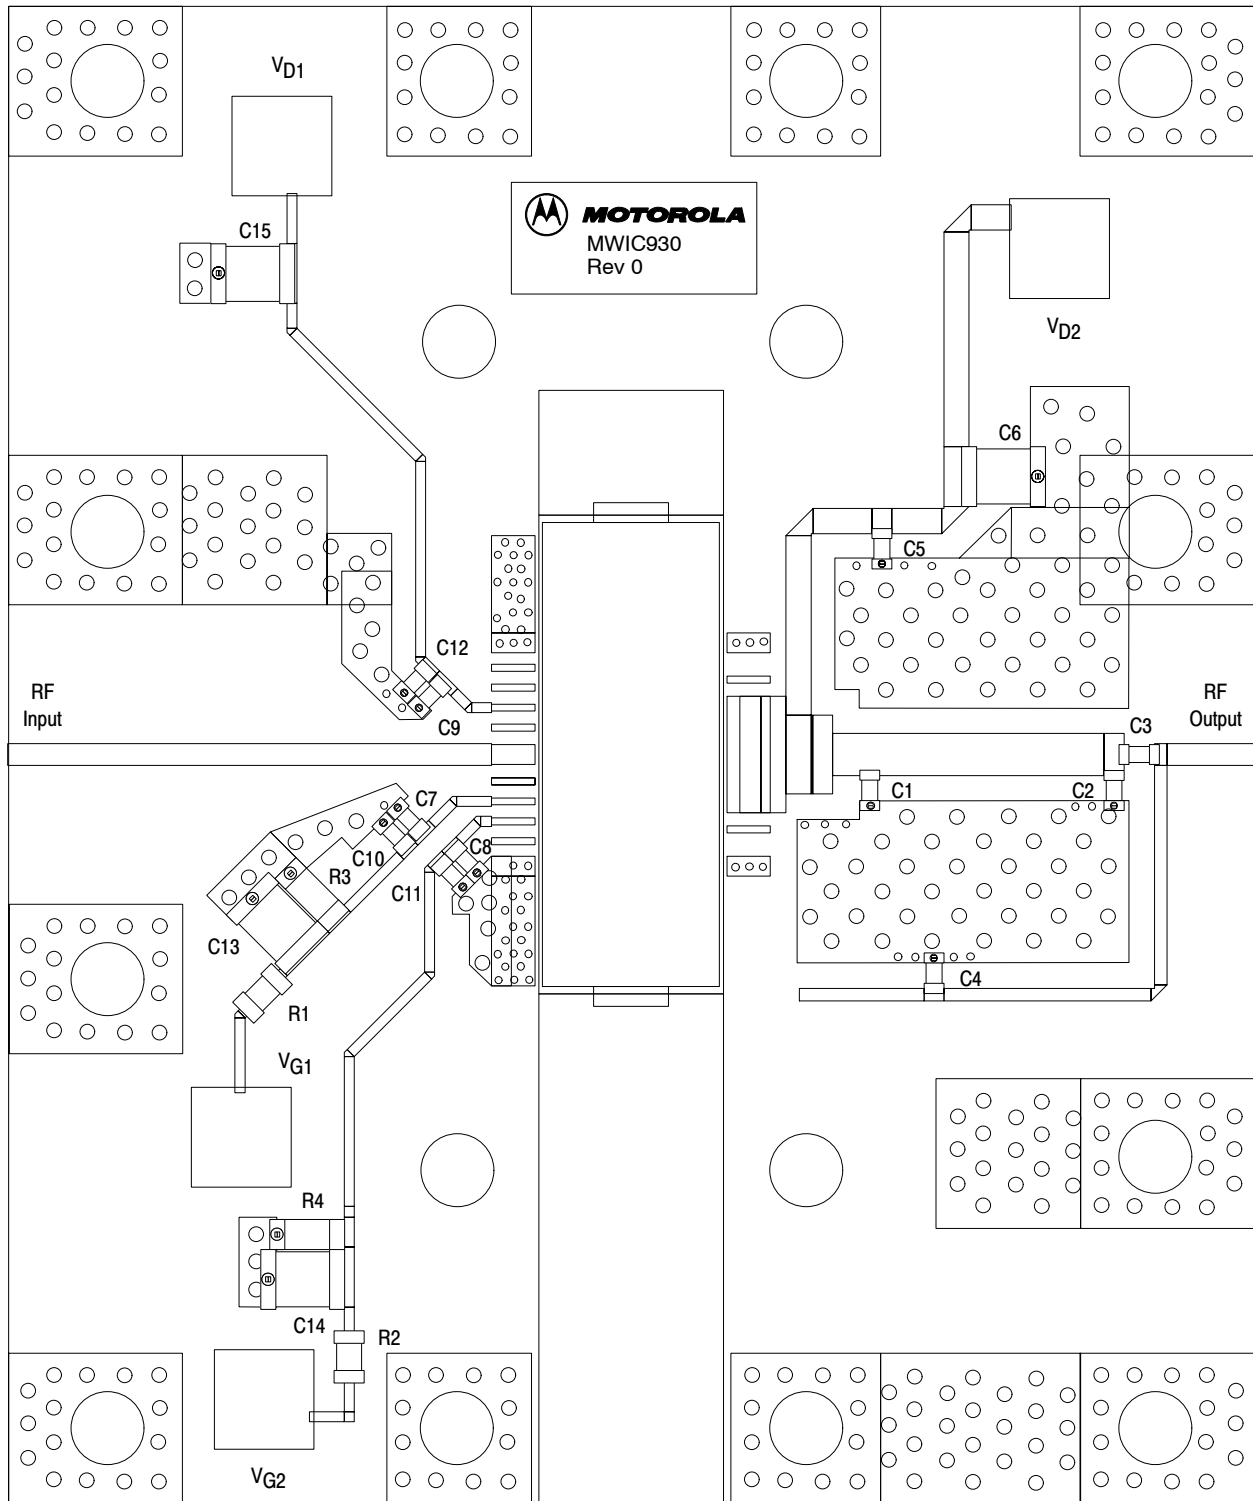 VD1
C15
MOTOROLA
MWIC930
Rev 0
VD2
C6
C5
C12
RF
Input
C9
RF
Output
C3
C7
C1
C2
C10
C8
R3
C11
C13
C4
R1
VG1
R4
C14
R2
VG2